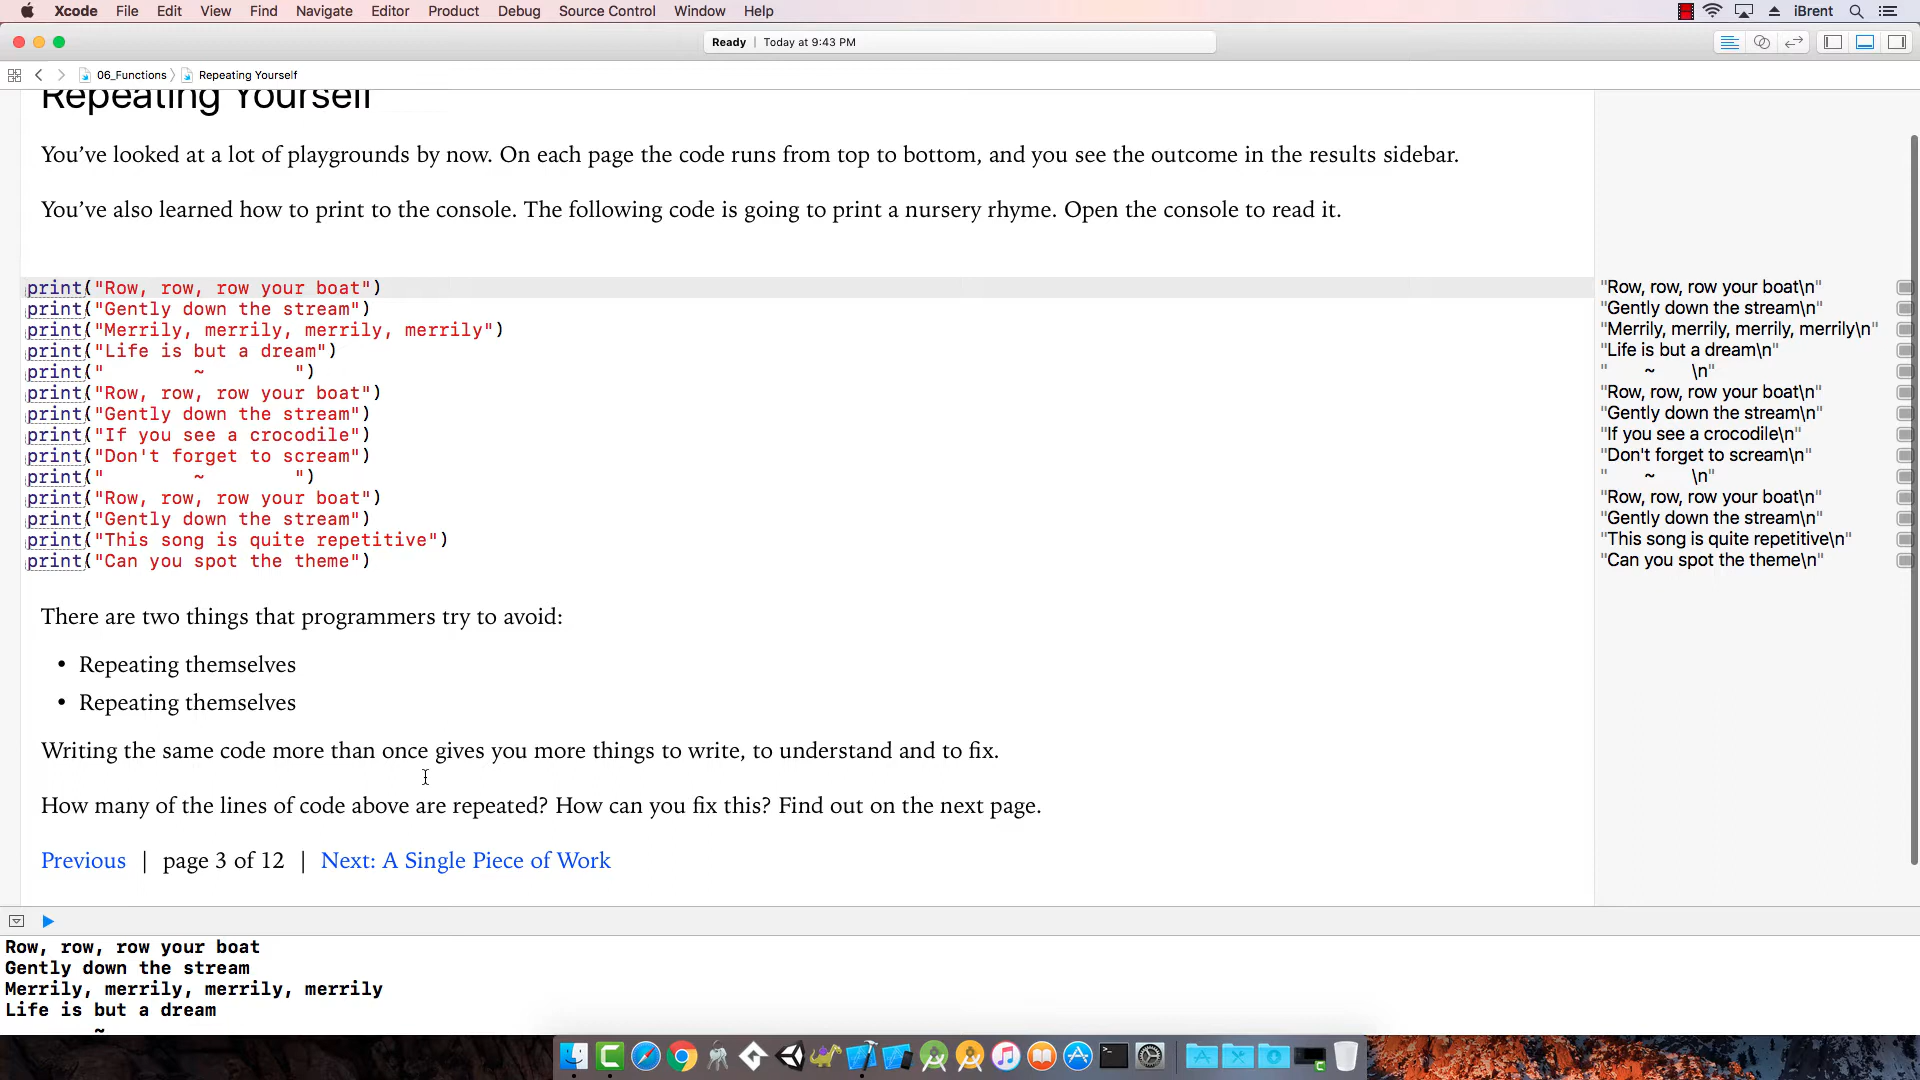 Xcode File Edit View Find Navigate Editor Product Debug Source Control Window Help iBrent
Ready | Today at 9:43 PM
06_Functions Repeating Yourself
Repeating Yourself
You’ve looked at a lot of playgrounds by now. On each page the code runs from top to bottom, and you see the outcome in the results sidebar.
You’ve also learned how to print to the console. The following code is going to print a nursery rhyme. Open the console to read it.
print("Row, row, row your boat")
print("Gently down the stream")
print("Merrily, merrily, merrily, merrily")
print("Life is but a dream")
print("        ~        ")
print("Row, row, row your boat")
print("Gently down the stream")
print("If you see a crocodile")
print("Don't forget to scream")
print("        ~        ")
print("Row, row, row your boat")
print("Gently down the stream")
print("This song is quite repetitive")
print("Can you spot the theme")
"Row, row, row your boat\n"
"Gently down the stream\n"
"Merrily, merrily, merrily, merrily\n"
"Life is but a dream\n"
"        ~        \n"
"Row, row, row your boat\n"
"Gently down the stream\n"
"If you see a crocodile\n"
"Don't forget to scream\n"
"        ~        \n"
"Row, row, row your boat\n"
"Gently down the stream\n"
"This song is quite repetitive\n"
"Can you spot the theme\n"
There are two things that programmers try to avoid:
• Repeating themselves
• Repeating themselves
Writing the same code more than once gives you more things to write, to understand and to fix.
How many of the lines of code above are repeated? How can you fix this? Find out on the next page.
Previous | page 3 of 12 | Next: A Single Piece of Work
Row, row, row your boat
Gently down the stream
Merrily, merrily, merrily, merrily
Life is but a dream
~